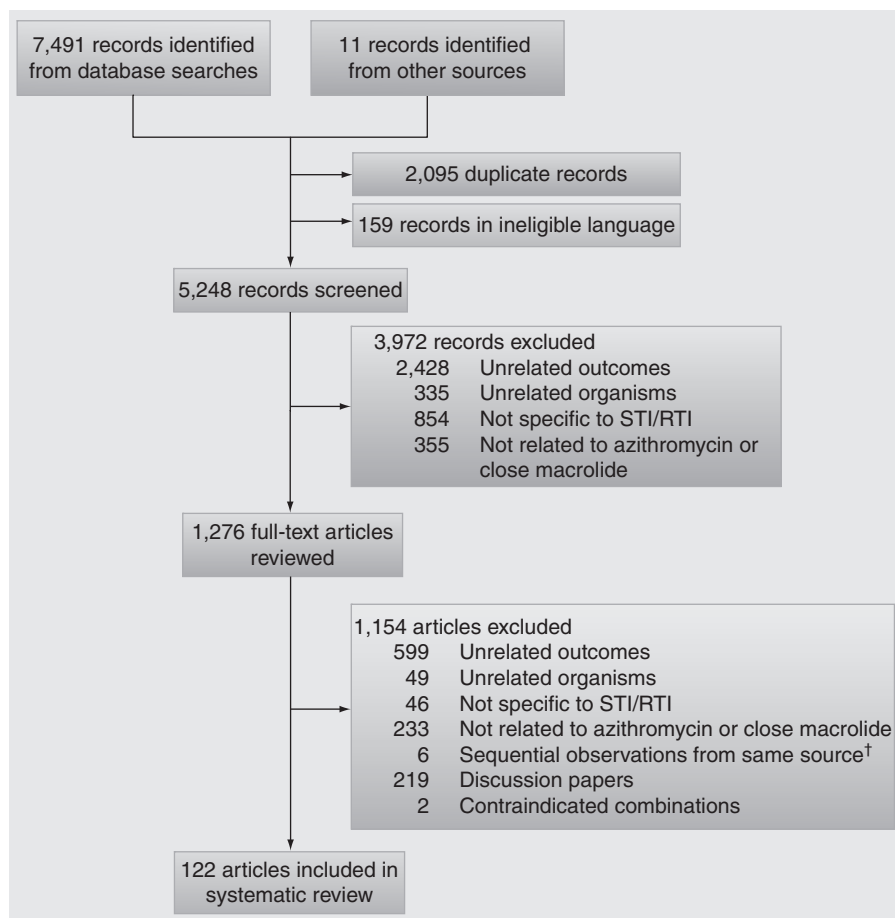 7,491 records identified
from database searches
11 records identified
from other sources
2,095 duplicate records
159 records in ineligible language
5,248 records screened
3,972 records excluded
2,428 Unrelated outcomes
335 Unrelated organisms
854 Not specific to STI/RTI
355 Not related to azithromycin or
close macrolide
1,276 full-text articles
reviewed
1,154 articles excluded
599 Unrelated outcomes
49 Unrelated organisms
46 Not specific to STI/RTI
233 Not related to azithromycin or close macrolide
6 Sequential observations from same source†
219 Discussion papers
2 Contraindicated combinations
122 articles included in
systematic review